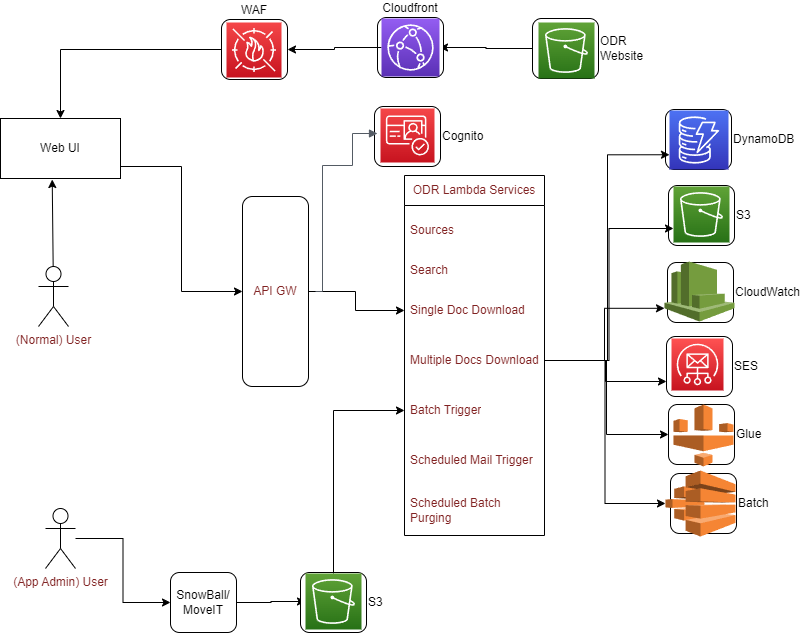 WAF
Cloudfront
ODR
Website
Web UI
Cognito
DynamoDB
ODR Lambda Services
S3
Sources
Search
API GW
CloudWatch
Single Doc Download
(Normal) User
Multiple Docs Download
SES
Batch Trigger
Glue
Scheduled Mail Trigger
Scheduled Batch
Purging
Batch
(App Admin) User
SnowBall/
MoveIT
S3